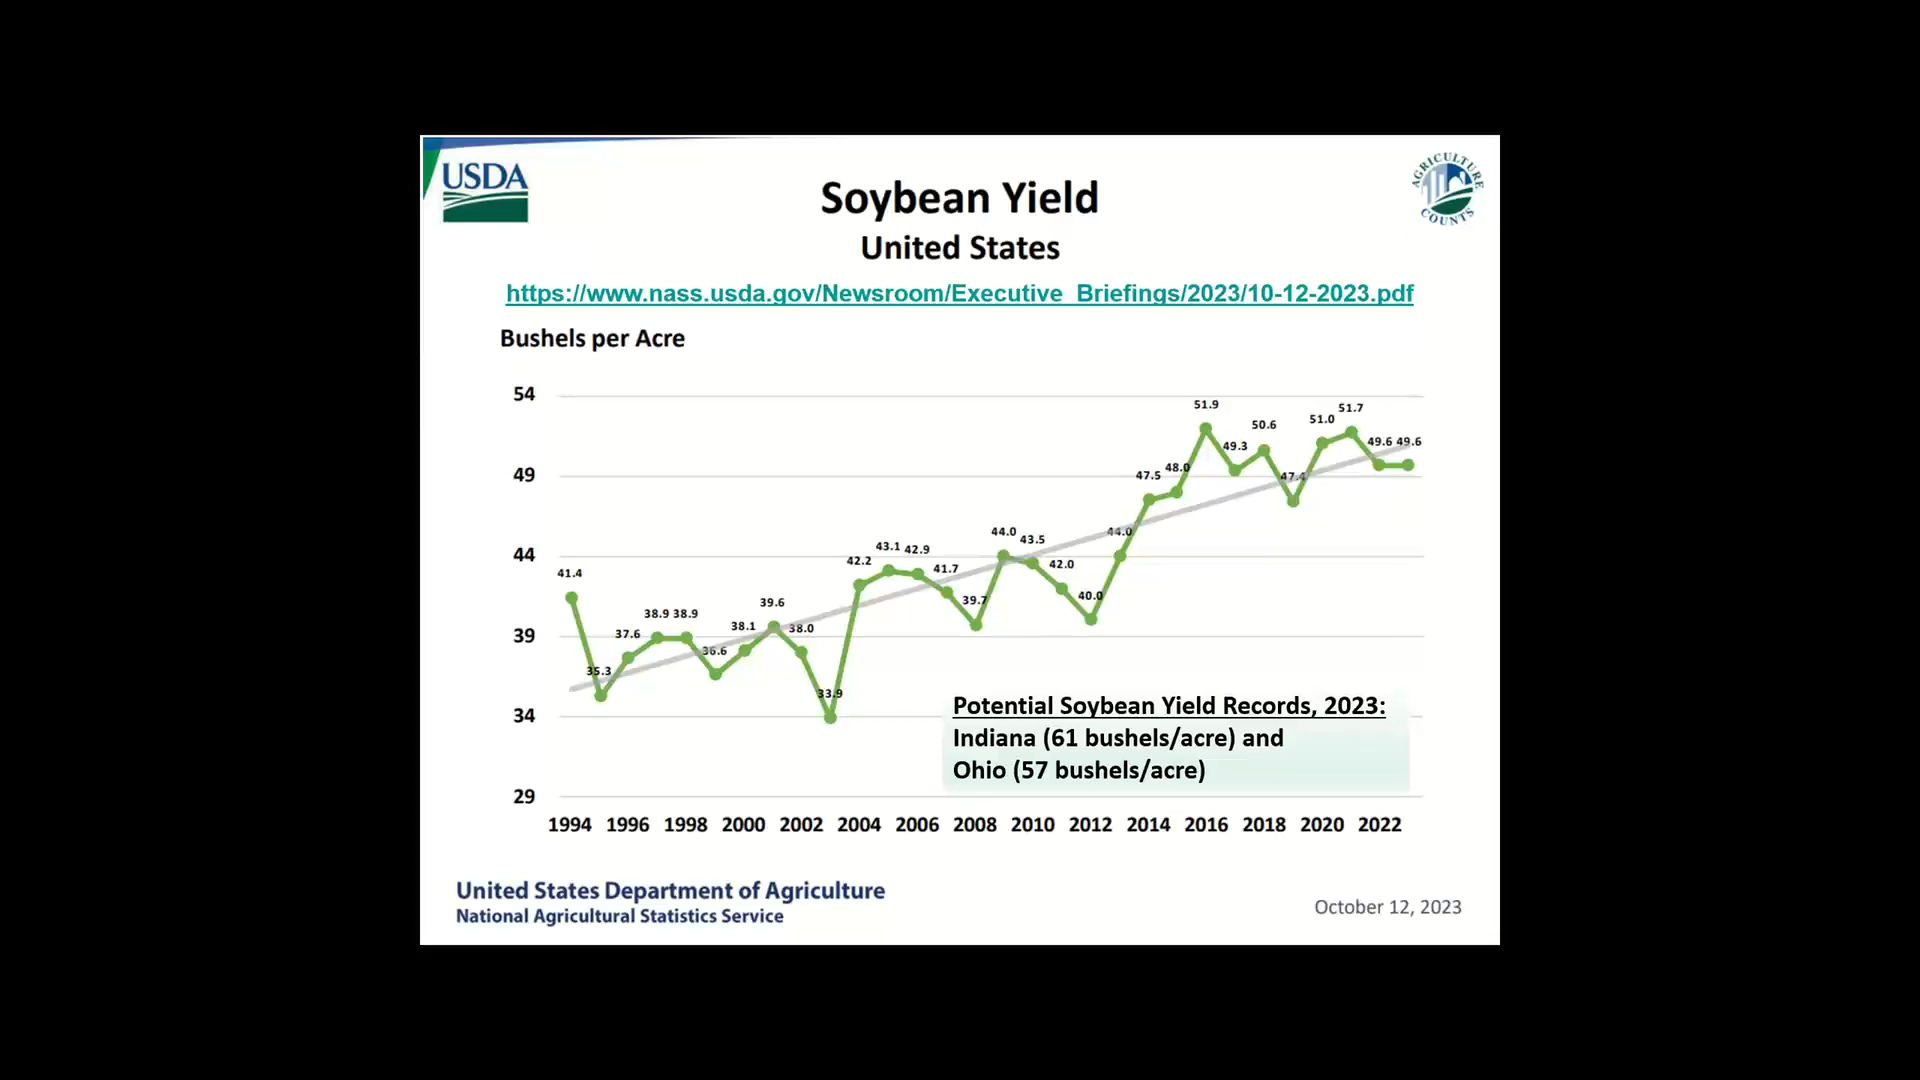 USDA
AGRICULTURE
COUNTS
Soybean Yield
United States
https://www.nass.usda.gov/Newsroom/Executive_Briefings/2023/10-12-2023.pdf
Bushels per Acre
54
49
44
39
34
29
41.4
35.3
37.6
38.9
38.9
36.6
38.1
39.6
38.0
33.9
42.2
43.1
42.9
41.7
39.7
44.0
43.5
42.0
40.0
44.0
47.5
48.0
51.9
49.3
50.6
47.4
51.0
51.7
49.6
49.6
Potential Soybean Yield Records, 2023:
Indiana (61 bushels/acre) and
Ohio (57 bushels/acre)
1994 1996 1998 2000 2002 2004 2006 2008 2010 2012 2014 2016 2018 2020 2022
United States Department of Agriculture
National Agricultural Statistics Service
October 12, 2023